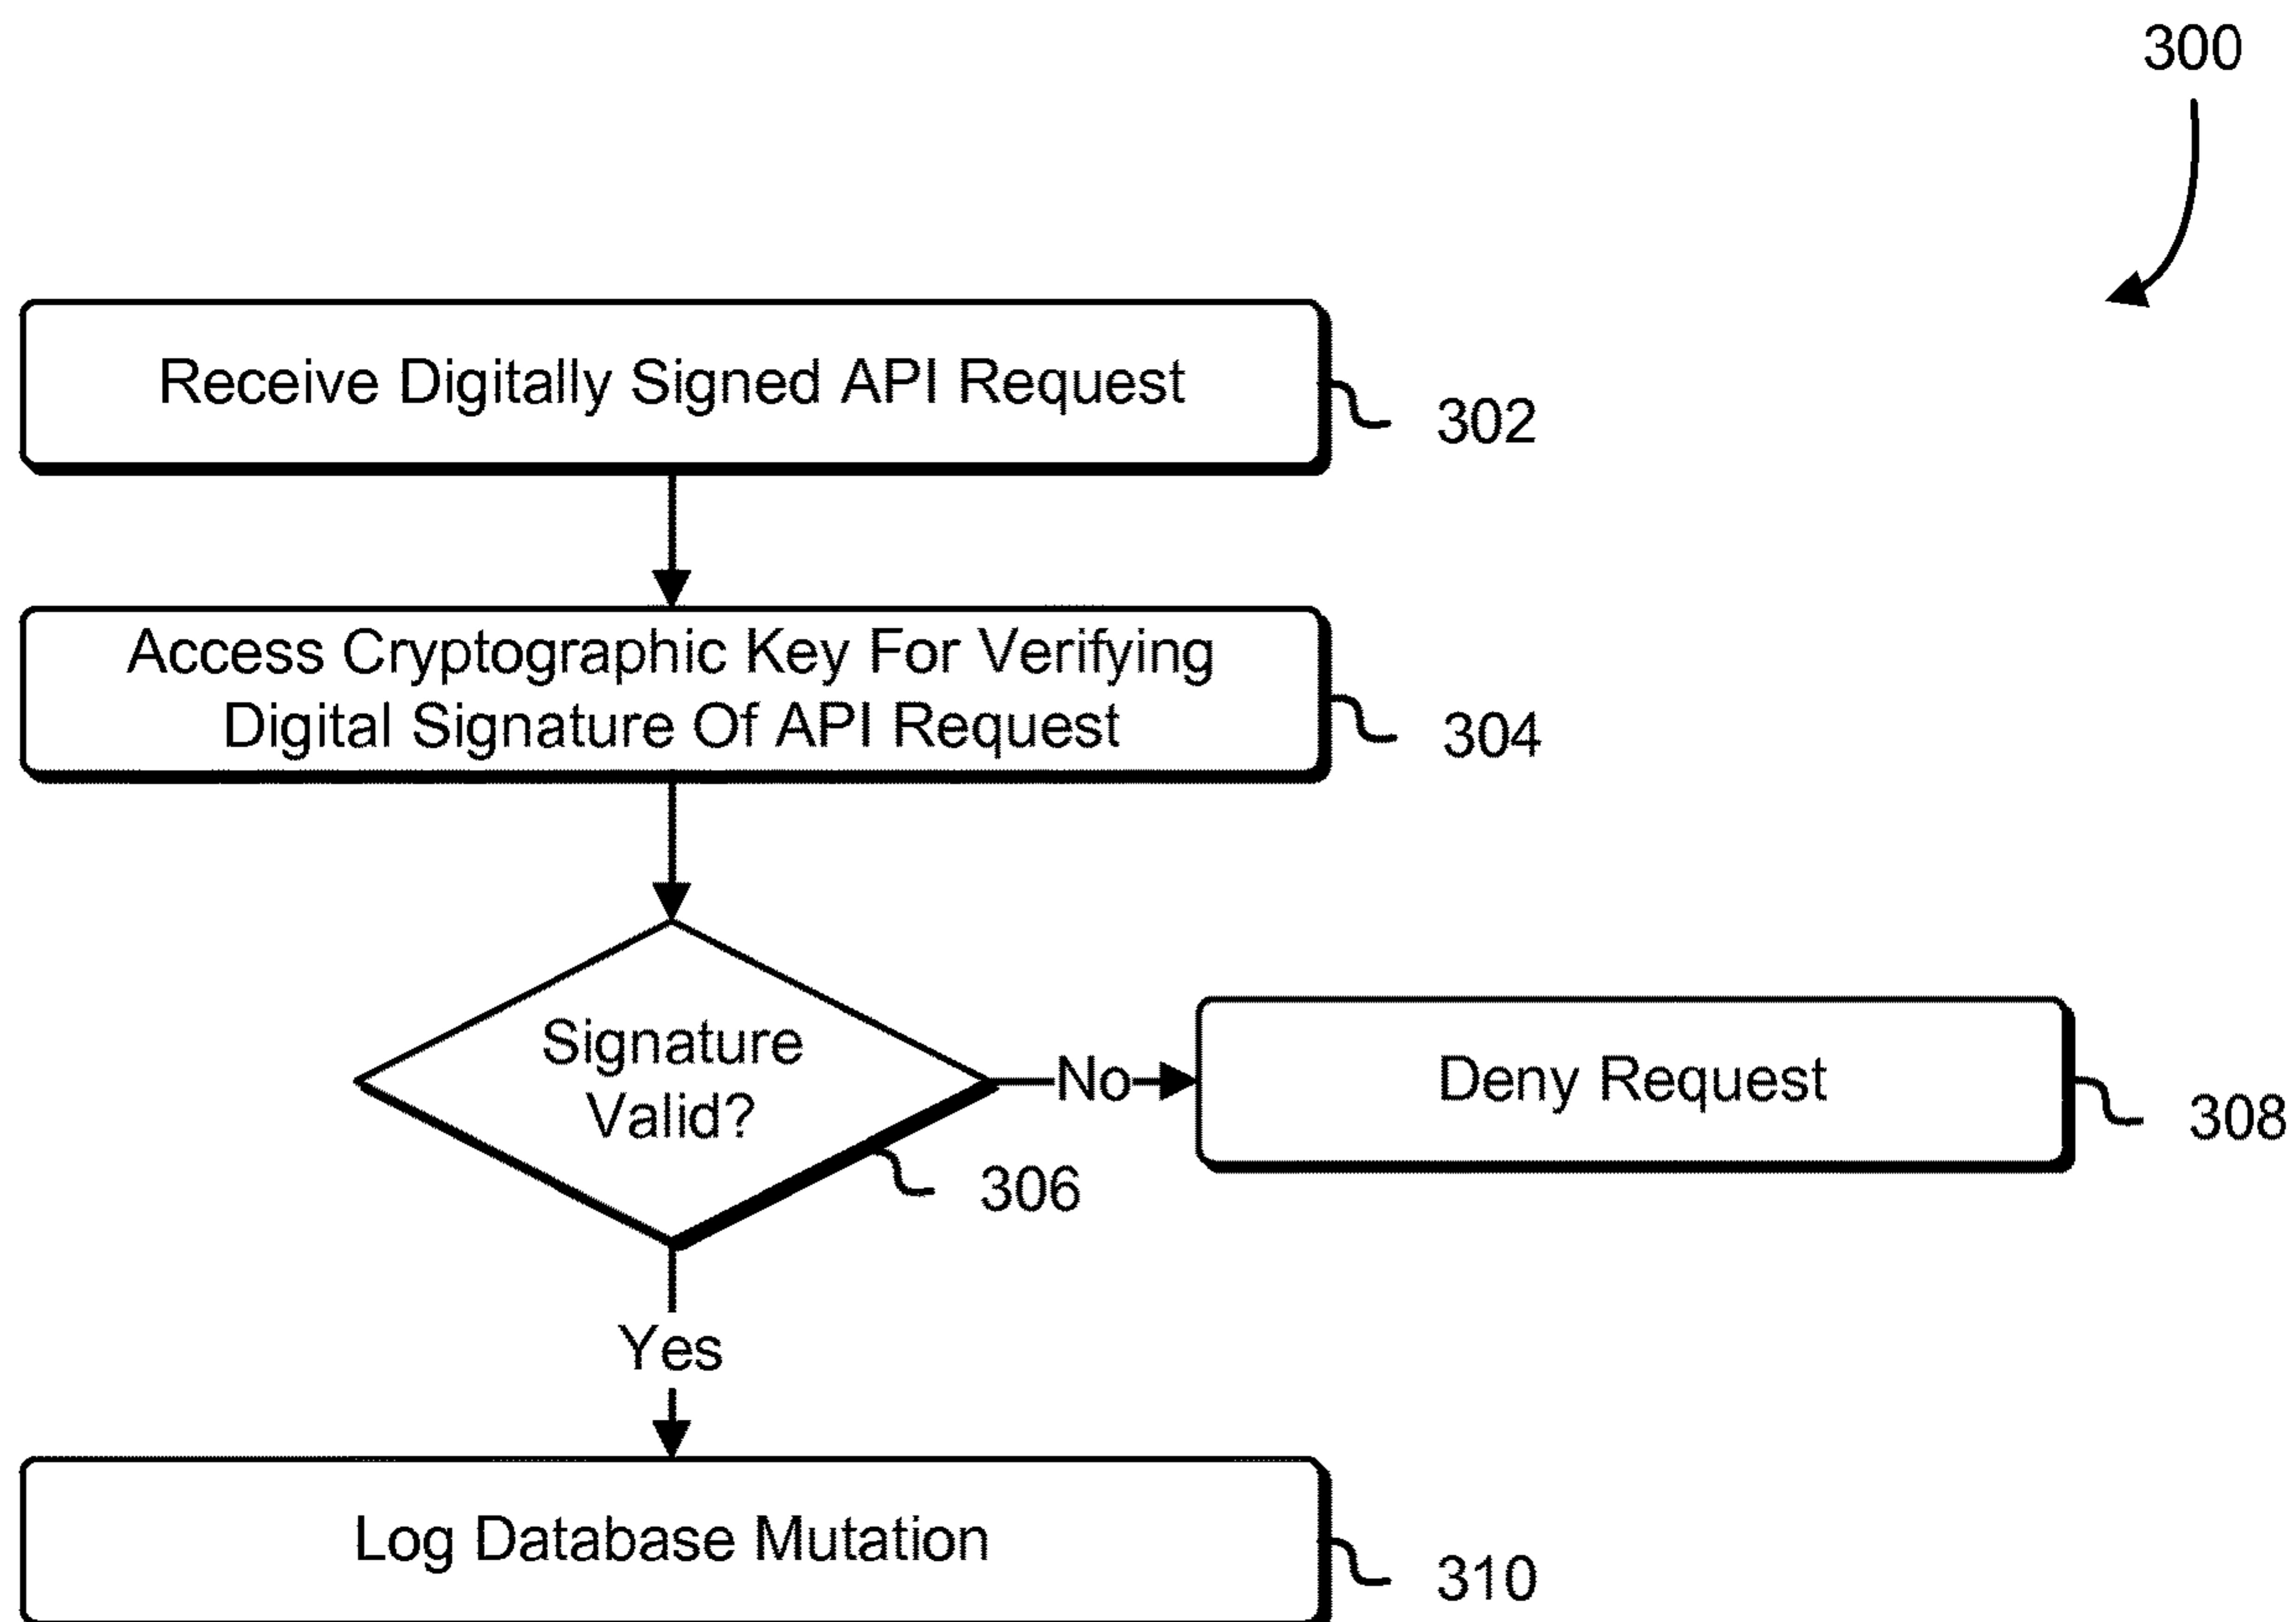 300
Receive Digitally Signed API Request
302
Access Cryptographic Key For Verifying
Digital Signature Of API Request
304
Signature
Valid?
306
No
Deny Request
308
Yes
Log Database Mutation
310